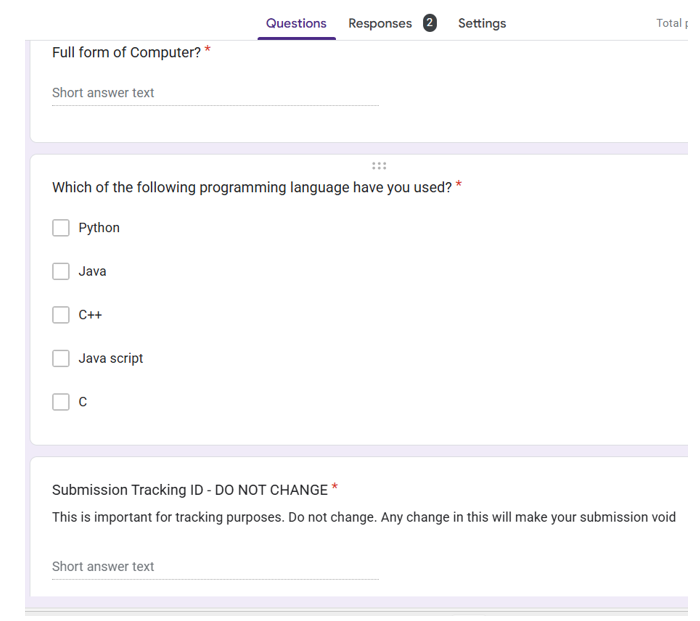 Questions Responses 2 Settings Total
Full form of Computer? *
Short answer text
Which of the following programming language have you used? *
Python
Java
C++
Java script
C
Submission Tracking ID - DO NOT CHANGE *
This is important for tracking purposes. Do not change. Any change in this will make your submission void
Short answer text